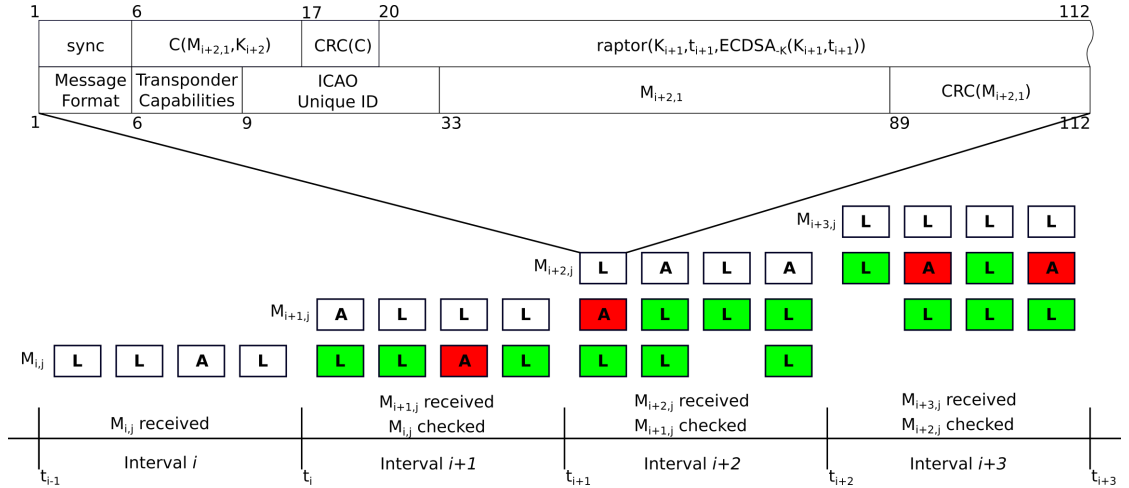 1 6 17 20 112
sync C(Mi+2,1,Ki+2) CRC(C) raptor(Ki+1,ti+1,ECDSA-K(Ki+1,ti+1))
Message Format Transponder Capabilities ICAO Unique ID Mi+2,1 CRC(Mi+2,1)
1 6 9 33 89 112
Mi+3,j L L L L
Mi+2,j L A L A L A L A
Mi+1,j A L L L A L L L L L L
Mi,j L L A L L L A L L L L
Mi,j received
Mi+1,j received
Mi,j checked
Mi+2,j received
Mi+1,j checked
Mi+3,j received
Mi+2,j checked
Interval i Interval i+1 Interval i+2 Interval i+3
ti-1 ti ti+1 ti+2 ti+3